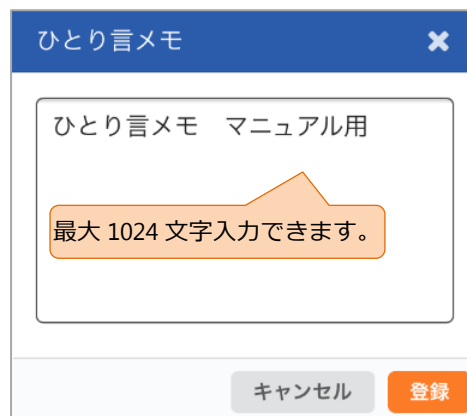 ひとり言メモ
ひとり言メモ　マニュアル用
最大 1024 文字入力できます。
キャンセル
登録